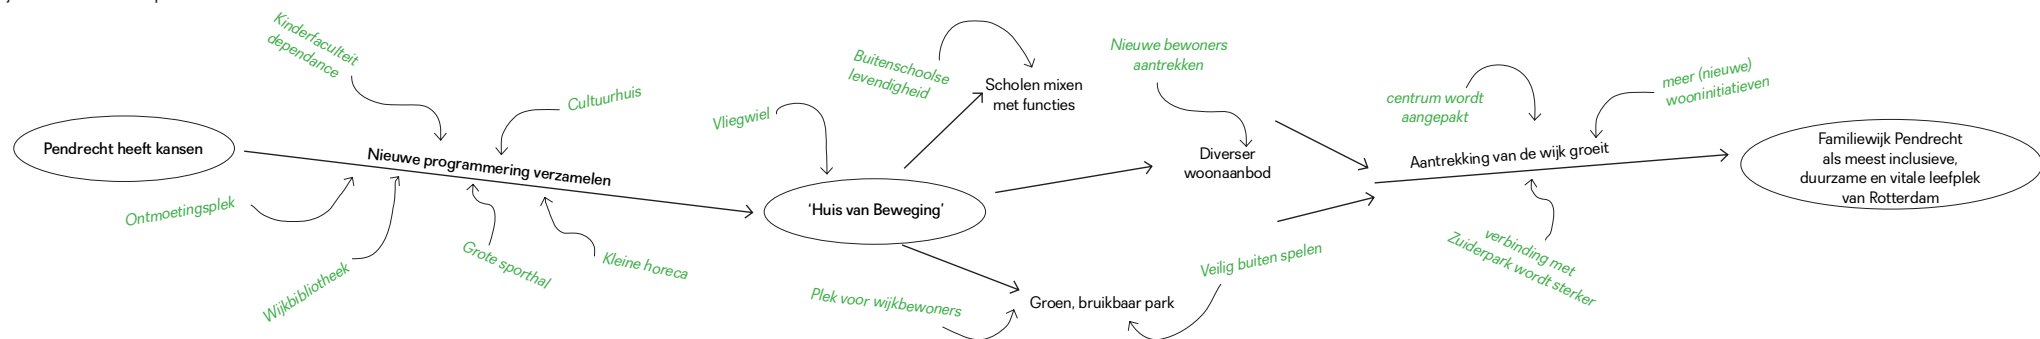 Kinderfaculteit
dependance
Cultuurhuis
Pendrecht heeft kansen
Nieuwe programmering verzamelen
Ontmoetingsplek
Wijkbibliotheek
Grote sporthal
Kleine horeca
Vliegwiel
'Huis van Beweging'
Buitenschoolse
levendigheid
Scholen mixen
met functies
Nieuwe bewoners
aantrekken
Diverser
woonaanbod
Plek voor wijkbewoners
Groen, bruikbaar park
Veilig buiten spelen
centrum wordt
aangepakt
meer (nieuwe)
wooninitiatieven
Aantrekking van de wijk groeit
verbinding met
Zuiderpark wordt sterker
Familiewijk Pendrecht
als meest inclusieve,
duurzame en vitale leefplek
van Rotterdam